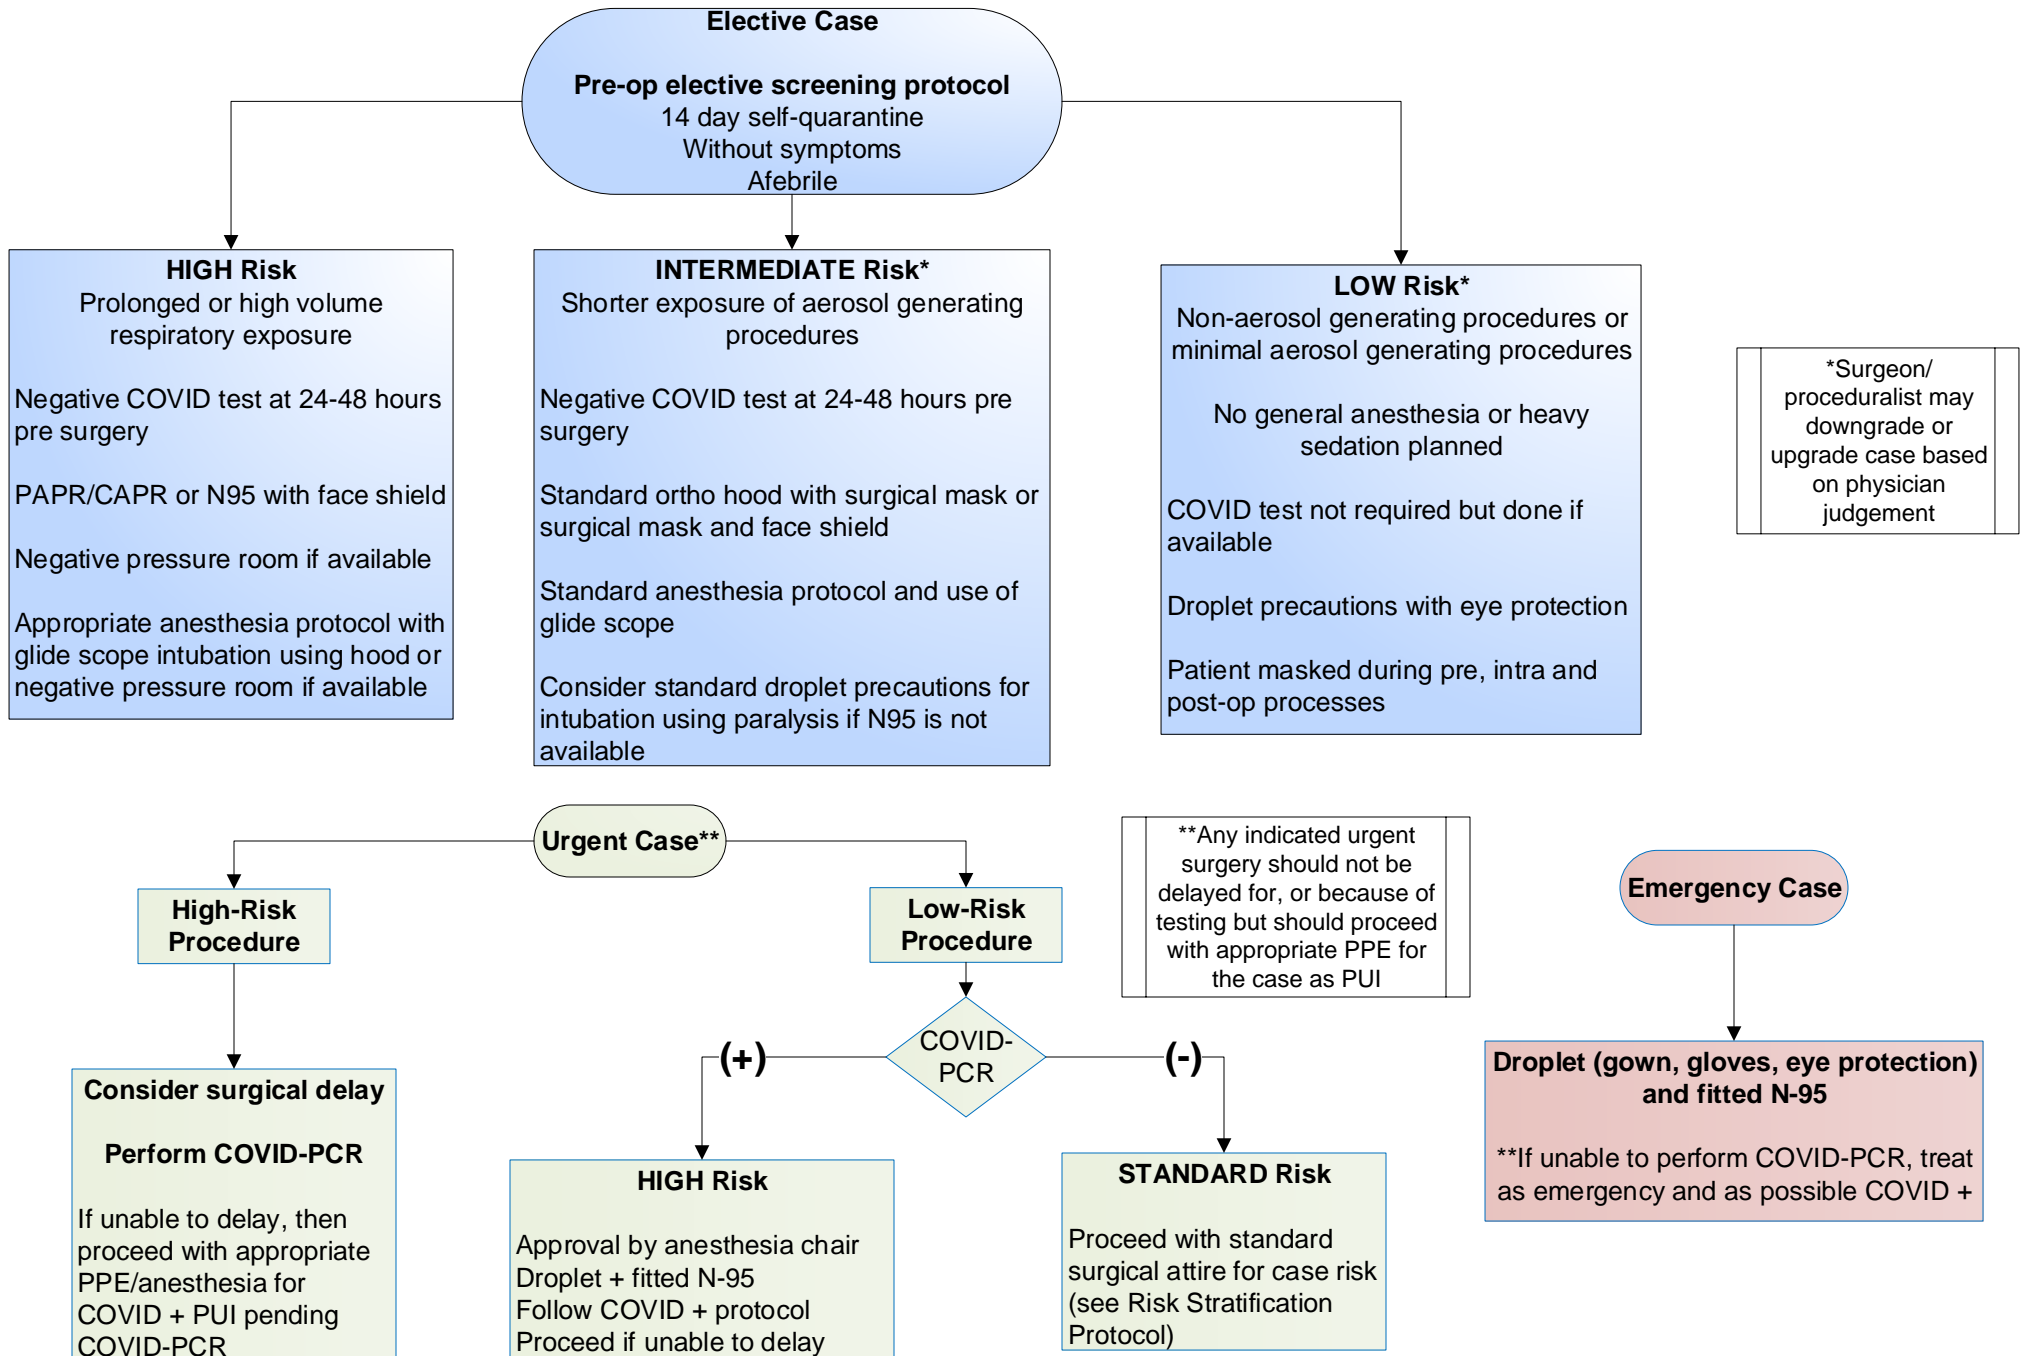 Elective Case
Pre-op elective screening protocol
14 day self-quarantine
Without symptoms
Afebrile
HIGH Risk
Prolonged or high volume
respiratory exposure
Negative COVID test at 24-48 hours
pre surgery
PAPR/CAPR or N95 with face shield
Negative pressure room if available
Appropriate anesthesia protocol with
glide scope intubation using hood or
negative pressure room if available
INTERMEDIATE Risk*
Shorter exposure of aerosol generating
procedures
Negative COVID test at 24-48 hours pre
surgery
Standard ortho hood with surgical mask or
surgical mask and face shield
Standard anesthesia protocol and use of
glide scope
Consider standard droplet precautions for
intubation using paralysis if N95 is not
available
LOW Risk*
Non-aerosol generating procedures or
minimal aerosol generating procedures
No general anesthesia or heavy
sedation planned
COVID test not required but done if
available
Droplet precautions with eye protection
Patient masked during pre, intra and
post-op processes
*Surgeon/
proceduralist may
downgrade or
upgrade case based
on physician
judgement
Urgent Case**
High-Risk
Procedure
Consider surgical delay
Perform COVID-PCR
If unable to delay, then
proceed with appropriate
PPE/anesthesia for
COVID + PUI pending
COVID-PCR
Low-Risk
Procedure
COVID-
PCR
(+)
(-)
HIGH Risk
Approval by anesthesia chair
Droplet + fitted N-95
Follow COVID + protocol
Proceed if unable to delay
STANDARD Risk
Proceed with standard
surgical attire for case risk
(see Risk Stratification
Protocol)
**Any indicated urgent
surgery should not be
delayed for, or because of
testing but should proceed
with appropriate PPE for
the case as PUI
Emergency Case
Droplet (gown, gloves, eye protection)
and fitted N-95
**If unable to perform COVID-PCR, treat
as emergency and as possible COVID +